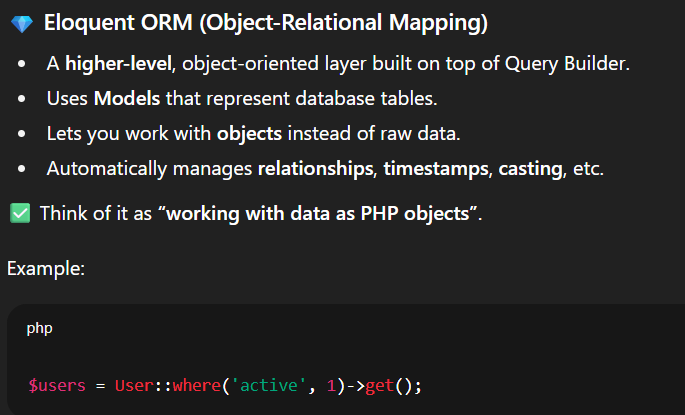 💎 Eloquent ORM (Object-Relational Mapping)
• A higher-level, object-oriented layer built on top of Query Builder.
• Uses Models that represent database tables.
• Lets you work with objects instead of raw data.
• Automatically manages relationships, timestamps, casting, etc.
✅ Think of it as “working with data as PHP objects”.
Example:
php
$users = User::where('active', 1)->get();